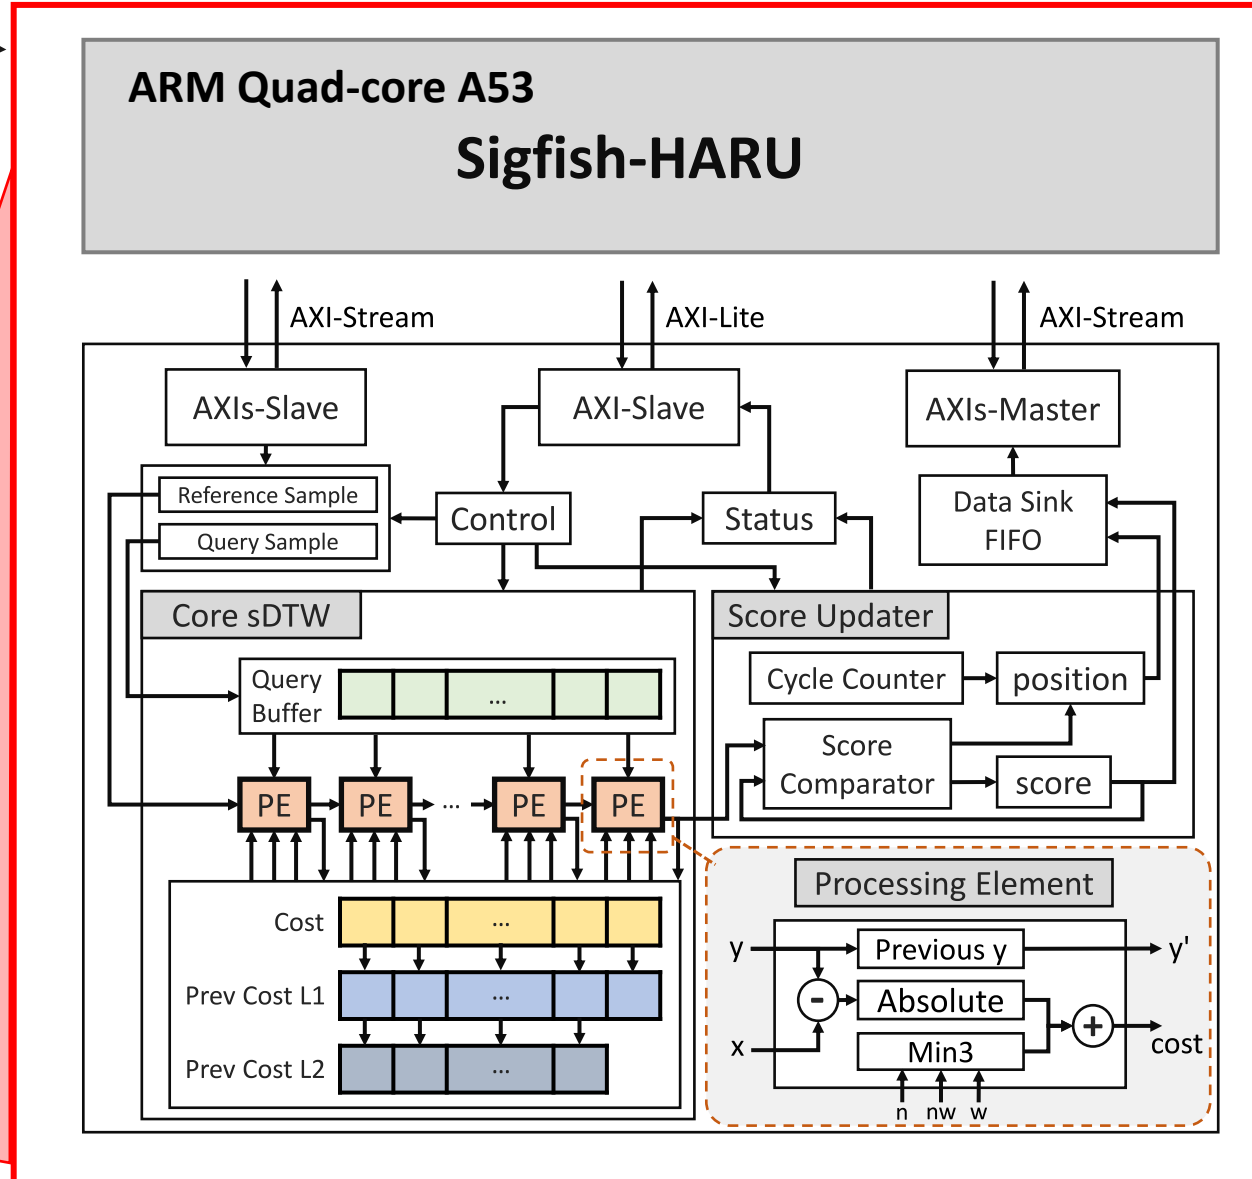 ARM Quad-core A53
Sigfish-HARU
AXI-Stream
AXI-Lite
AXI-Stream
AXIs-Slave
AXI-Slave
AXIs-Master
Reference Sample
Query Sample
Control
Status
Data Sink
FIFO
Core sDTW
Score Updater
Query
Buffer
...
Cycle Counter
position
Score
Comparator
score
PE
PE
...
PE
PE
Processing Element
Cost
...
Prev Cost L1
...
Prev Cost L2
...
y
Previous y
y'
-
Absolute
+
x
Min3
cost
n
nw
w